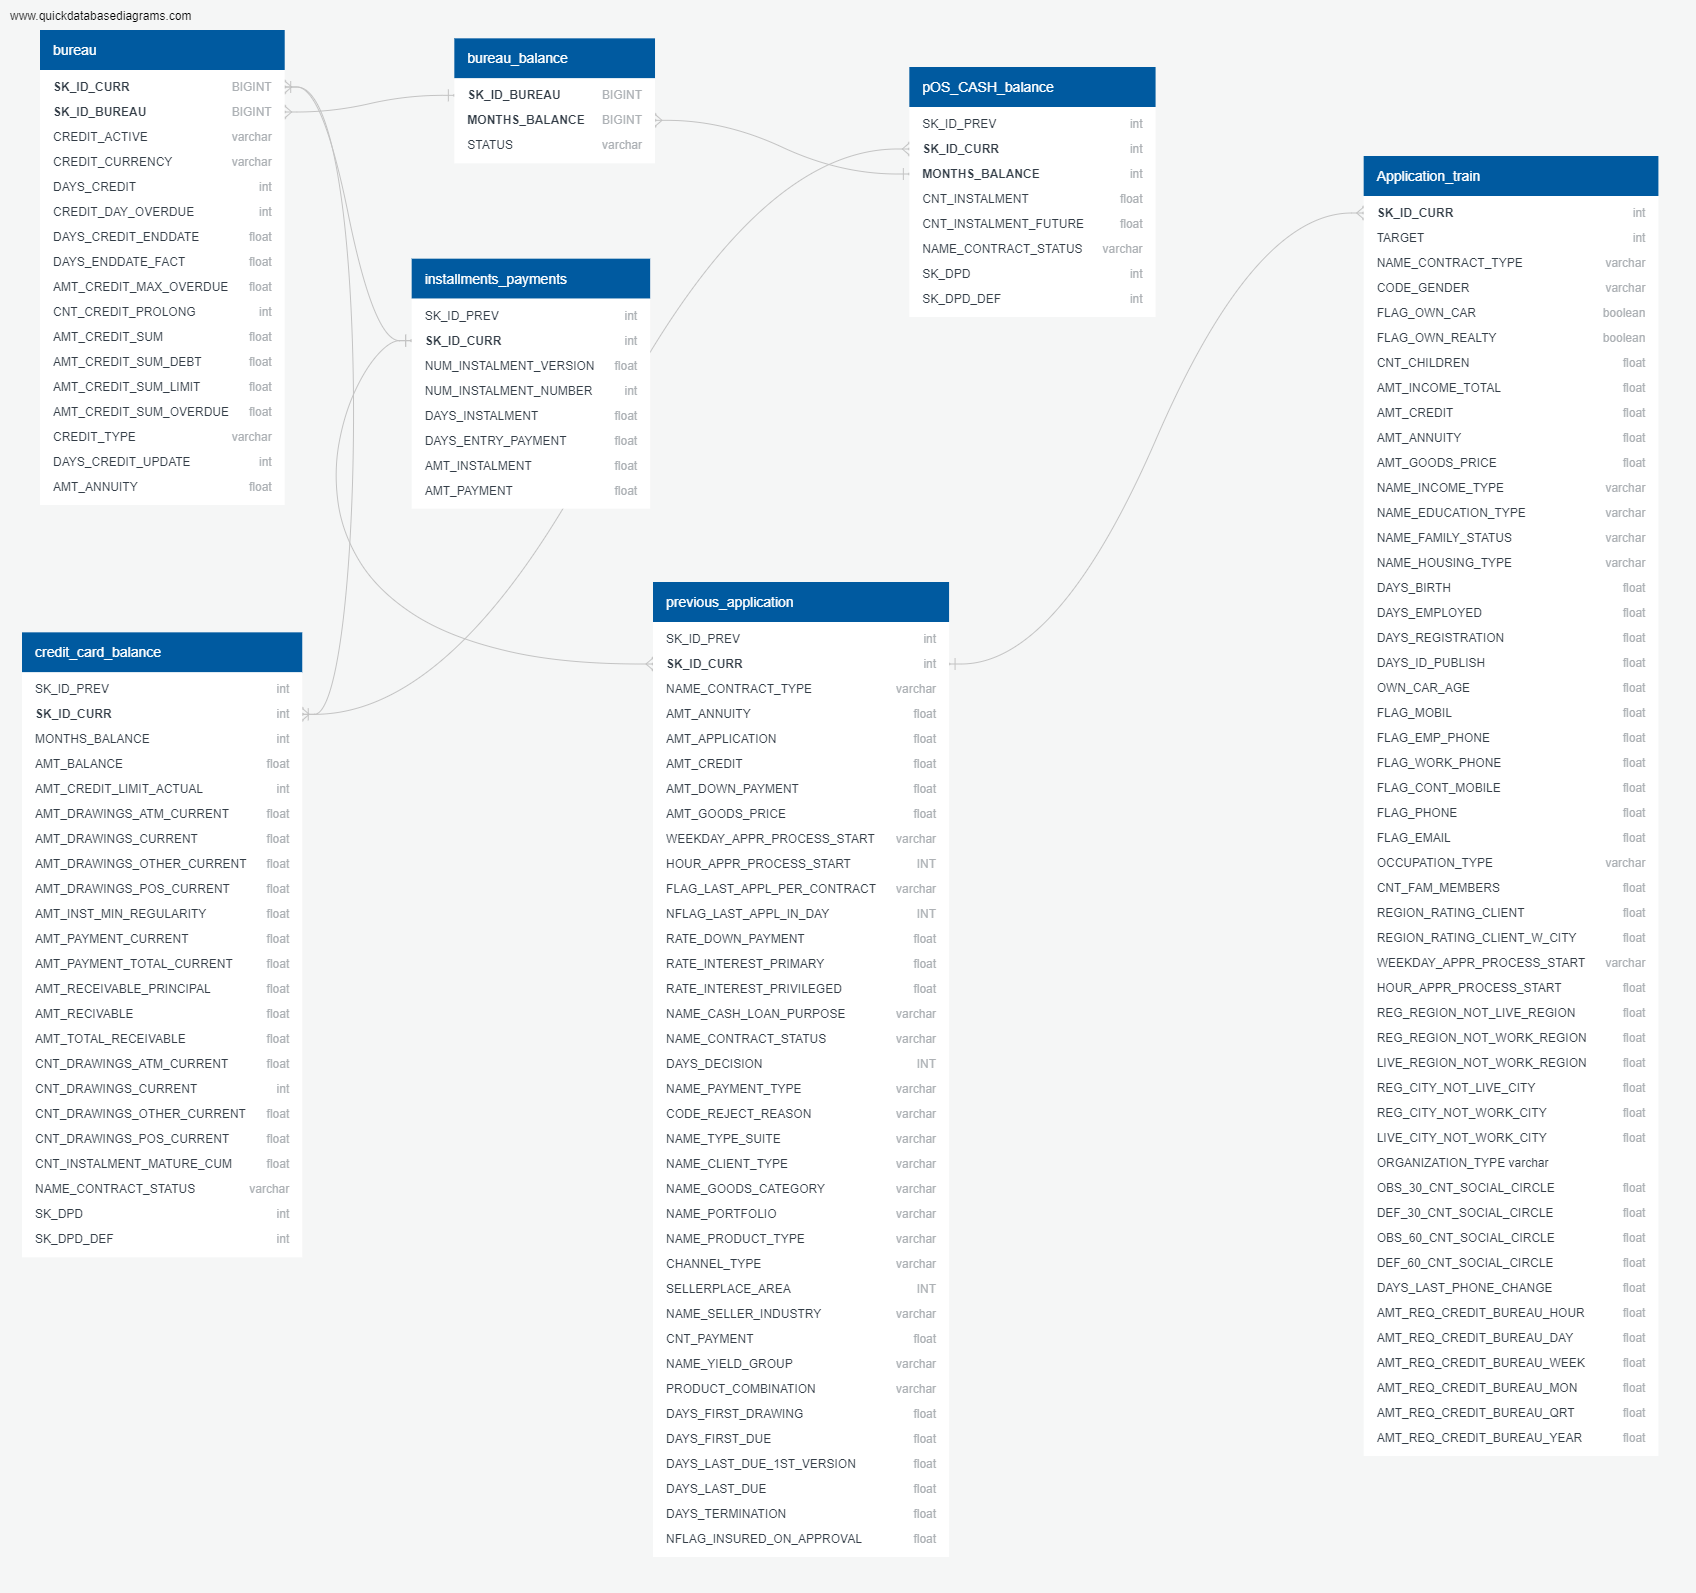 www.quickdatabasediagrams.com
bureau
SK_ID_CURR BIGINT
SK_ID_BUREAU BIGINT
CREDIT_ACTIVE varchar
CREDIT_CURRENCY varchar
DAYS_CREDIT int
CREDIT_DAY_OVERDUE int
DAYS_CREDIT_ENDDATE float
DAYS_ENDDATE_FACT float
AMT_CREDIT_MAX_OVERDUE float
CNT_CREDIT_PROLONG int
AMT_CREDIT_SUM float
AMT_CREDIT_SUM_DEBT float
AMT_CREDIT_SUM_LIMIT float
AMT_CREDIT_SUM_OVERDUE float
CREDIT_TYPE varchar
DAYS_CREDIT_UPDATE int
AMT_ANNUITY float
bureau_balance
SK_ID_BUREAU BIGINT
MONTHS_BALANCE BIGINT
STATUS varchar
installments_payments
SK_ID_PREV int
SK_ID_CURR int
NUM_INSTALMENT_VERSION float
NUM_INSTALMENT_NUMBER int
DAYS_INSTALMENT float
DAYS_ENTRY_PAYMENT float
AMT_INSTALMENT float
AMT_PAYMENT float
pOS_CASH_balance
SK_ID_PREV int
SK_ID_CURR int
MONTHS_BALANCE int
CNT_INSTALMENT float
CNT_INSTALMENT_FUTURE float
NAME_CONTRACT_STATUS varchar
SK_DPD int
SK_DPD_DEF int
credit_card_balance
SK_ID_PREV int
SK_ID_CURR int
MONTHS_BALANCE int
AMT_BALANCE float
AMT_CREDIT_LIMIT_ACTUAL int
AMT_DRAWINGS_ATM_CURRENT float
AMT_DRAWINGS_CURRENT float
AMT_DRAWINGS_OTHER_CURRENT float
AMT_DRAWINGS_POS_CURRENT float
AMT_INST_MIN_REGULARITY float
AMT_PAYMENT_CURRENT float
AMT_PAYMENT_TOTAL_CURRENT float
AMT_RECEIVABLE_PRINCIPAL float
AMT_RECIVABLE float
AMT_TOTAL_RECEIVABLE float
CNT_DRAWINGS_ATM_CURRENT float
CNT_DRAWINGS_CURRENT int
CNT_DRAWINGS_OTHER_CURRENT float
CNT_DRAWINGS_POS_CURRENT float
CNT_INSTALMENT_MATURE_CUM float
NAME_CONTRACT_STATUS varchar
SK_DPD int
SK_DPD_DEF int
previous_application
SK_ID_PREV int
SK_ID_CURR int
NAME_CONTRACT_TYPE varchar
AMT_ANNUITY float
AMT_APPLICATION float
AMT_CREDIT float
AMT_DOWN_PAYMENT float
AMT_GOODS_PRICE float
WEEKDAY_APPR_PROCESS_START varchar
HOUR_APPR_PROCESS_START INT
FLAG_LAST_APPL_PER_CONTRACT varchar
NFLAG_LAST_APPL_IN_DAY INT
RATE_DOWN_PAYMENT float
RATE_INTEREST_PRIMARY float
RATE_INTEREST_PRIVILEGED float
NAME_CASH_LOAN_PURPOSE varchar
NAME_CONTRACT_STATUS varchar
DAYS_DECISION INT
NAME_PAYMENT_TYPE varchar
CODE_REJECT_REASON varchar
NAME_TYPE_SUITE varchar
NAME_CLIENT_TYPE varchar
NAME_GOODS_CATEGORY varchar
NAME_PORTFOLIO varchar
NAME_PRODUCT_TYPE varchar
CHANNEL_TYPE varchar
SELLERPLACE_AREA INT
NAME_SELLER_INDUSTRY varchar
CNT_PAYMENT float
NAME_YIELD_GROUP varchar
PRODUCT_COMBINATION varchar
DAYS_FIRST_DRAWING float
DAYS_FIRST_DUE float
DAYS_LAST_DUE_1ST_VERSION float
DAYS_LAST_DUE float
DAYS_TERMINATION float
NFLAG_INSURED_ON_APPROVAL float
Application_train
SK_ID_CURR int
TARGET int
NAME_CONTRACT_TYPE varchar
CODE_GENDER varchar
FLAG_OWN_CAR boolean
FLAG_OWN_REALTY boolean
CNT_CHILDREN float
AMT_INCOME_TOTAL float
AMT_CREDIT float
AMT_ANNUITY float
AMT_GOODS_PRICE float
NAME_INCOME_TYPE varchar
NAME_EDUCATION_TYPE varchar
NAME_FAMILY_STATUS varchar
NAME_HOUSING_TYPE varchar
DAYS_BIRTH float
DAYS_EMPLOYED float
DAYS_REGISTRATION float
DAYS_ID_PUBLISH float
OWN_CAR_AGE float
FLAG_MOBIL float
FLAG_EMP_PHONE float
FLAG_WORK_PHONE float
FLAG_CONT_MOBILE float
FLAG_PHONE float
FLAG_EMAIL float
OCCUPATION_TYPE varchar
CNT_FAM_MEMBERS float
REGION_RATING_CLIENT float
REGION_RATING_CLIENT_W_CITY float
WEEKDAY_APPR_PROCESS_START varchar
HOUR_APPR_PROCESS_START float
REG_REGION_NOT_LIVE_REGION float
REG_REGION_NOT_WORK_REGION float
LIVE_REGION_NOT_WORK_REGION float
REG_CITY_NOT_LIVE_CITY float
REG_CITY_NOT_WORK_CITY float
LIVE_CITY_NOT_WORK_CITY float
ORGANIZATION_TYPE varchar
OBS_30_CNT_SOCIAL_CIRCLE float
DEF_30_CNT_SOCIAL_CIRCLE float
OBS_60_CNT_SOCIAL_CIRCLE float
DEF_60_CNT_SOCIAL_CIRCLE float
DAYS_LAST_PHONE_CHANGE float
AMT_REQ_CREDIT_BUREAU_HOUR float
AMT_REQ_CREDIT_BUREAU_DAY float
AMT_REQ_CREDIT_BUREAU_WEEK float
AMT_REQ_CREDIT_BUREAU_MON float
AMT_REQ_CREDIT_BUREAU_QRT float
AMT_REQ_CREDIT_BUREAU_YEAR float